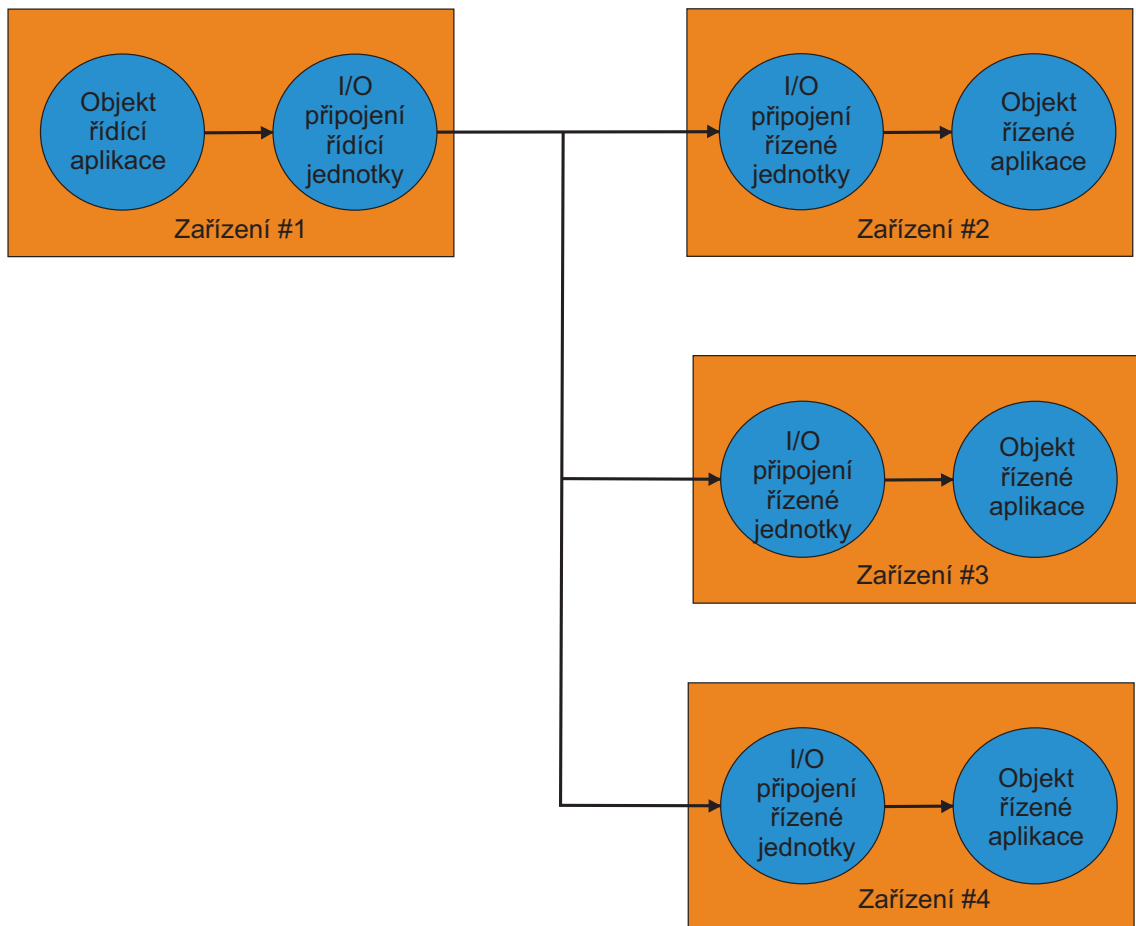 Objekt
řídící
aplikace
I/O
připojení
řídící
jednotky
Zařízení #1
I/O
připojení
řízené
jednotky
Objekt
řízené
aplikace
Zařízení #2
I/O
připojení
řízené
jednotky
Objekt
řízené
aplikace
Zařízení #3
I/O
připojení
řízené
jednotky
Objekt
řízené
aplikace
Zařízení #4